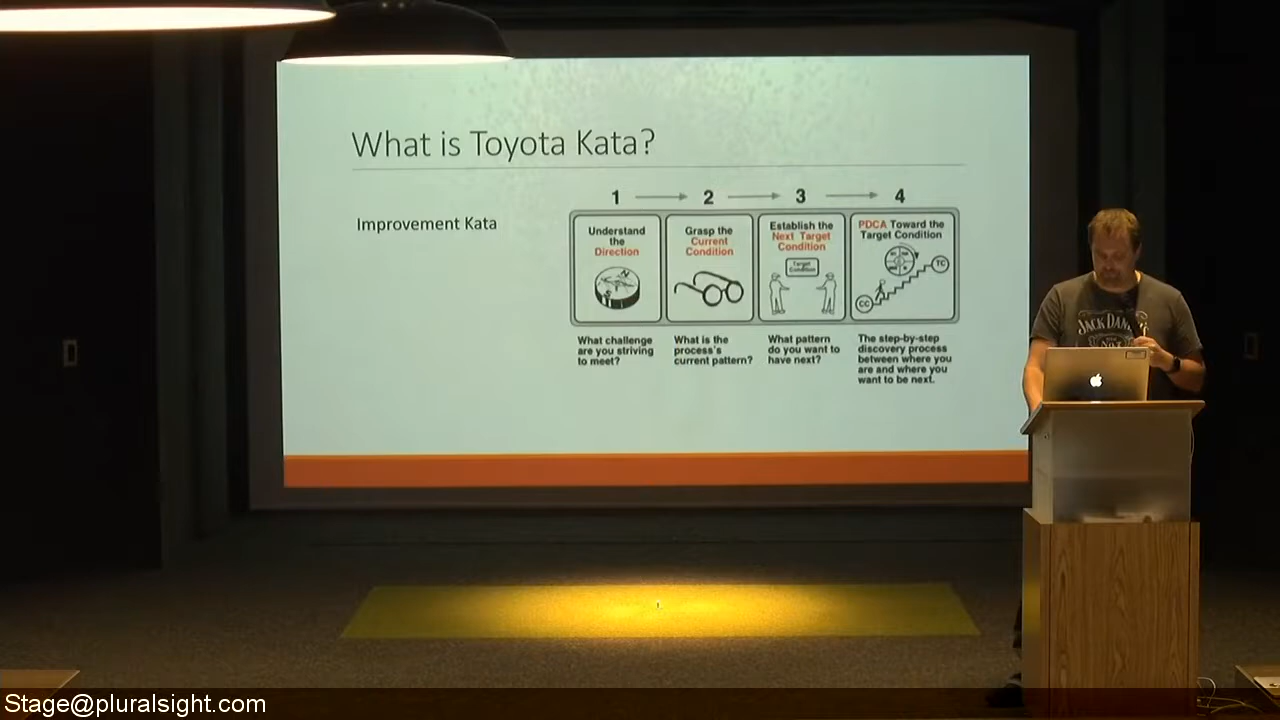 What is Toyota Kata?
Improvement Kata
1 2 3 4
Understand
the
Direction
Grasp the
Current
Condition
Establish the
Next Target
Condition
Target
Condition
PDCA Toward the
Target Condition
TC
CC
What challenge
are you striving
to meet?
What is the
process's
current pattern?
What pattern
do you want to
have next?
The step-by-step
discovery process
between where you
are and where you
want to be next.
JACK DAN
Stage@pluralsight.com